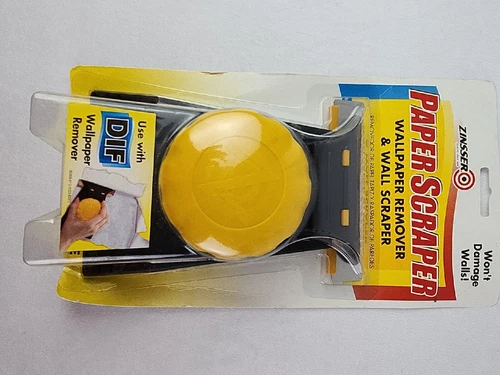 Won't
Damage
Walls!
ZINSSER
PAPER SCRAPER
WALLPAPER REMOVER
& WALL SCRAPER
Use with
DIF
Wallpaper
Remover